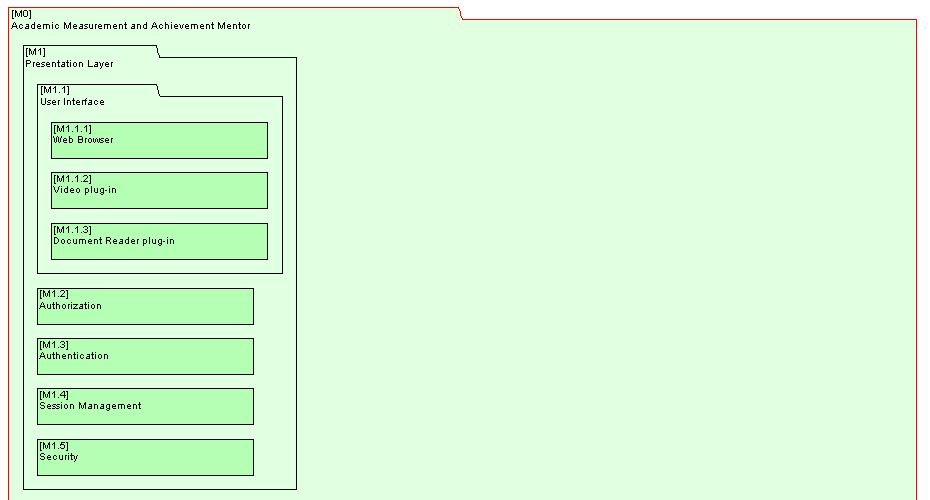 [M0]
Academic Measurement and Achievement Mentor
[M1]
Presentation Layer
[M1.1]
User Interface
[M1.1.1]
Web Browser
[M1.1.2]
Video plug-in
[M1.1.3]
Document Reader plug-in
[M1.2]
Authorization
[M1.3]
Authentication
[M1.4]
Session Management
[M1.5]
Security